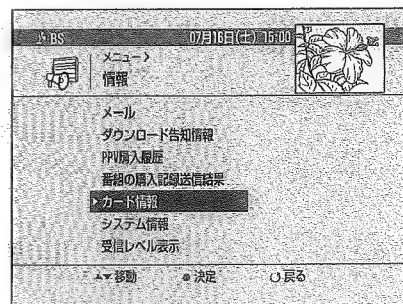 BS 07月16日(土) 15:00
メニュー>
情報
メール
ダウンロード告知情報
PPV購入履歴
番組の購入記録送信結果
▶カード情報
システム情報
受信レベル表示
▲▼移動 ●決定 ↺戻る